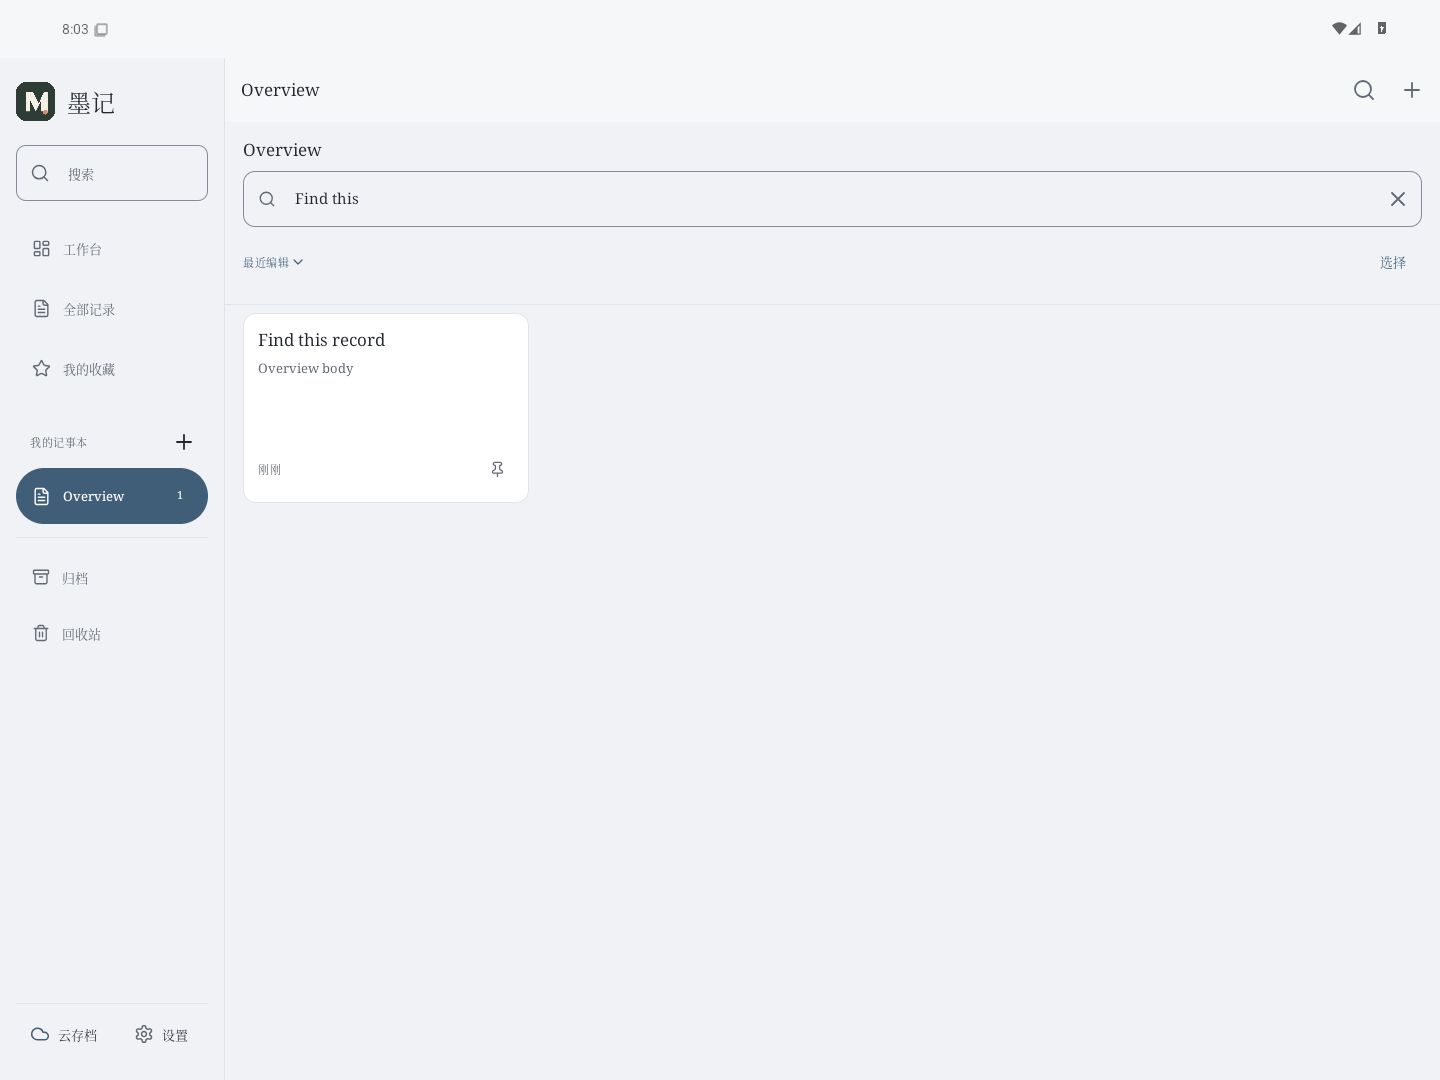 8:03
墨记
搜索
工作台
全部记录
我的收藏
我的记事本
Overview 1
归档
回收站
云存档
设置
Overview
Overview
Find this
最近编辑
选择
Find this record
Overview body
刚刚